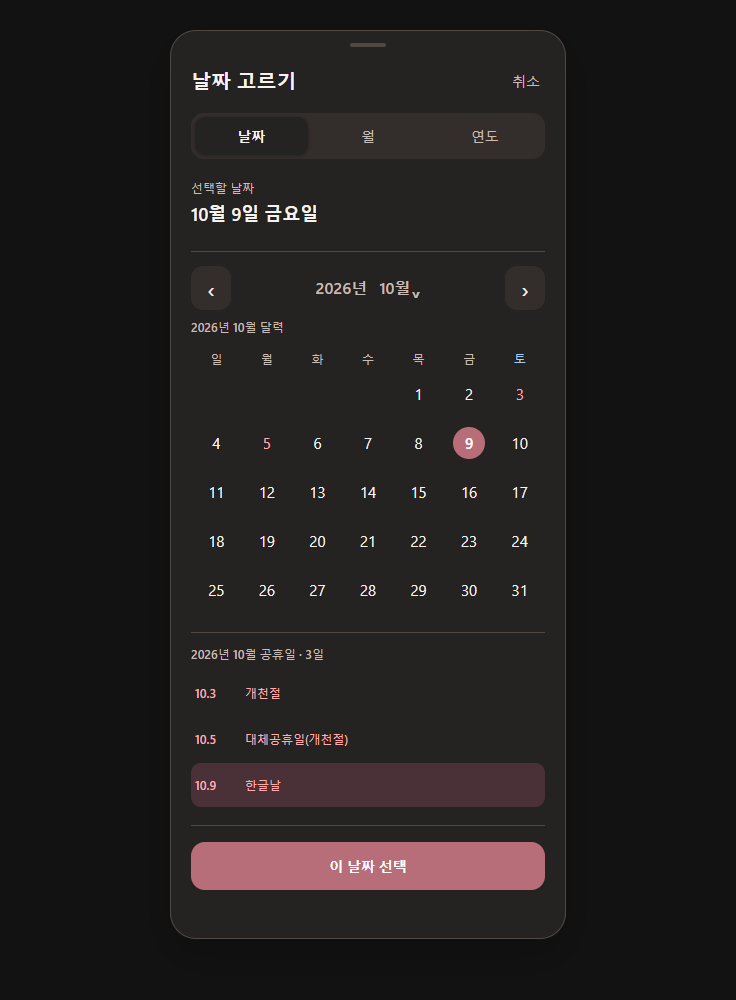 날짜 고르기 취소
날짜 월 연도
선택할 날짜
10월 9일 금요일
‹ 2026년 10월 ›
2026년 10월 달력
일 월 화 수 목 금 토
1 2 3
4 5 6 7 8 9 10
11 12 13 14 15 16 17
18 19 20 21 22 23 24
25 26 27 28 29 30 31
2026년 10월 공휴일 · 3일
10.3 개천절
10.5 대체공휴일(개천절)
10.9 한글날
이 날짜 선택